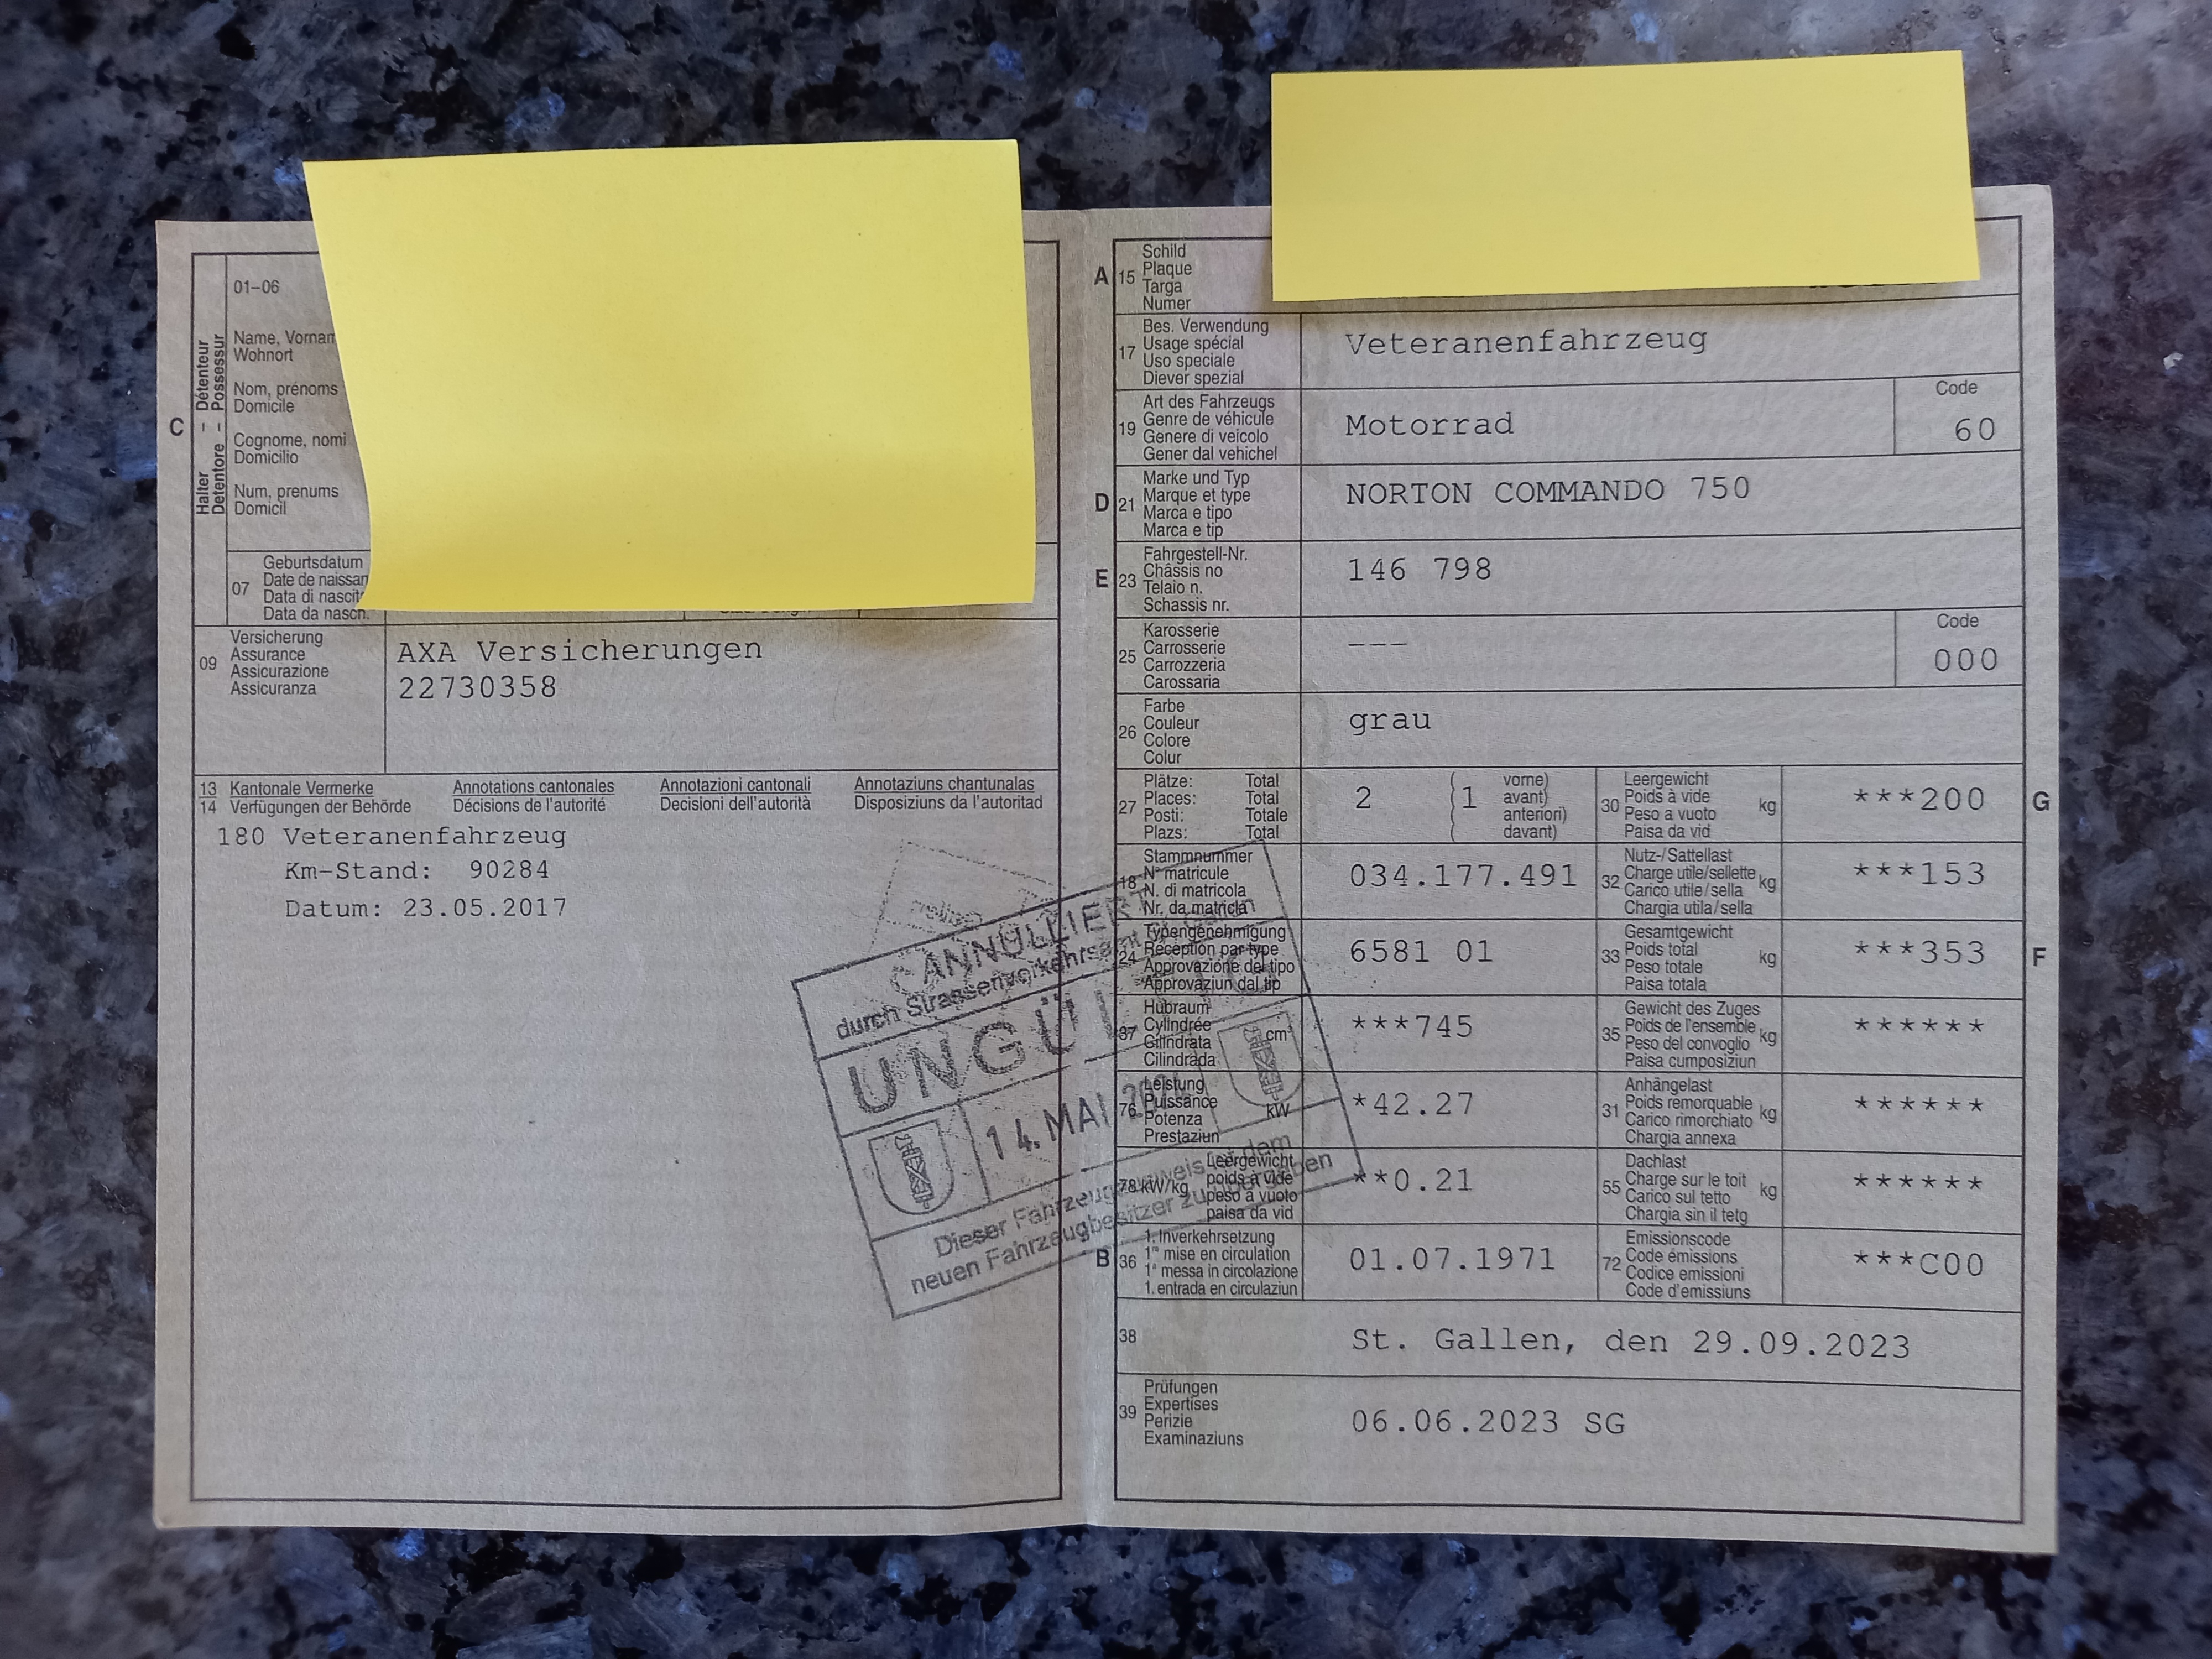 C
Halter – Détenteur
Detentore – Possessur
01–06
Wohnort
Nom, prénoms
Domicile
Cognome, nomi
Domicilio
Num, prenums
Domicil
07
Geburtsdatum
Date de
Data di
Data da
09
Versicherung
Assurance
Assicurazione
Assicuranza
AXA Versicherungen
22730358
13 Kantonale Vermerke Annotations cantonales Annotazioni cantonali Annotaziuns chantunalas
14 Verfügungen der Behörde Décisions de l'autorité Decisioni dell'autorità Disposiziuns da l'autoritad
180 Veteranenfahrzeug
Km-Stand: 90284
Datum: 23.05.2017
ANNULLIERT
durch Strassenverkehrsamt
14. MAI
Dieser Fahrzeugausweis ist dem
neuen Fahrzeugbesitzer zu übergeben
A 15
Schild
Plaque
Targa
Numer
17
Bes. Verwendung
Usage spécial
Uso speciale
Diever spezial
Veteranenfahrzeug
19
Art des Fahrzeugs
Genre de véhicule
Genere di veicolo
Gener dal vehichel
Motorrad
Code
60
D 21
Marke und Typ
Marque et type
Marca e tipo
Marca e tip
NORTON COMMANDO 750
E 23
Fahrgestell-Nr.
Châssis no
Telaio n.
Schassis nr.
146 798
25
Karosserie
Carrosserie
Carrozzeria
Carossaria
---
Code
000
26
Farbe
Couleur
Colore
Colur
grau
27
Plätze: Total
Places: Total
Posti: Totale
Plazs: Total
2
(1
( vorne)
avant)
anteriori)
( davant)
30
Leergewicht
Poids à vide
Peso a vuoto
Paisa da vid
kg
***200
G
18
Stammnummer
N° matricule
N. di matricola
Nr. da matricla
034.177.491
32
Nutz-/Sattellast
Charge utile/sellette
Carico utile/sella
Chargia utila/sella
kg
***153
24
Typengenehmigung
Réception par type
Approvazione del tipo
Approvaziun dal tip
6581 01
33
Gesamtgewicht
Poids total
Peso totale
Paisa totala
kg
***353
F
37
Hubraum
Cylindrée
Cilindrata
Cilindrada
cm³
***745
35
Gewicht des Zuges
Poids de l'ensemble
Peso del convoglio
Paisa cumposiziun
kg
******
76
Leistung
Puissance
Potenza
Prestaziun
kW
*42.27
31
Anhängelast
Poids remorquable
Carico rimorchiato
Chargia annexa
kg
******
78 kW/kg
Leergewicht
poids à vide
peso a vuoto
paisa da vid
**0.21
55
Dachlast
Charge sur le toit
Carico sul tetto
Chargia sin il tetg
kg
******
B 36
1. Inverkehrsetzung
1re mise en circulation
1a messa in circolazione
1. entrada en circulaziun
01.07.1971
72
Emissionscode
Code émissions
Codice emissioni
Code d'emissiuns
***C00
38
St. Gallen, den 29.09.2023
39
Prüfungen
Expertises
Perizie
Examinaziuns
06.06.2023 SG